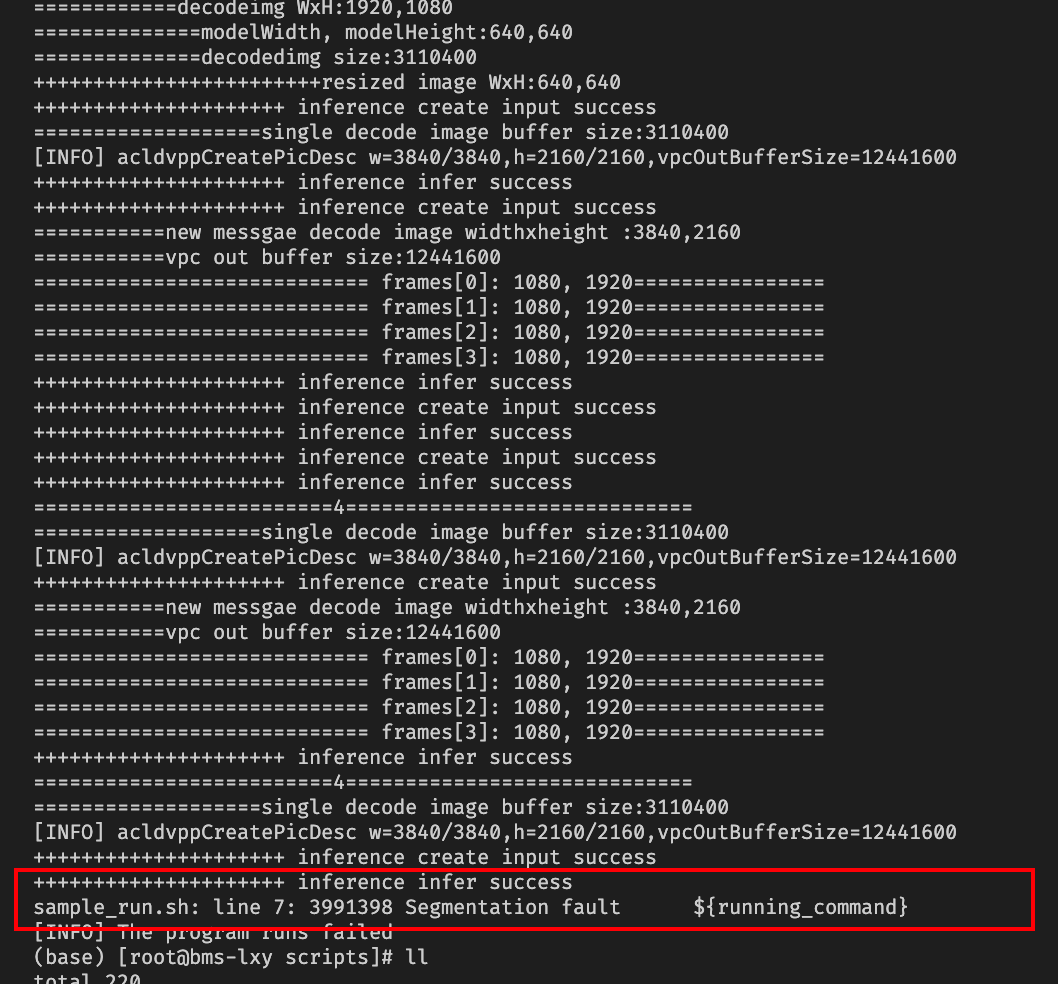 ============decodeimg WxH:1920,1080
==============modelWidth, modelHeight:640,640
==============decodedimg size:3110400
++++++++++++++++++++++++resized image WxH:640,640
+++++++++++++++++++++ inference create input success
===================single decode image buffer size:3110400
[INFO] acldvppCreatePicDesc w=3840/3840,h=2160/2160,vpcOutBufferSize=12441600
+++++++++++++++++++++ inference infer success
+++++++++++++++++++++ inference create input success
===========new messgae decode image widthxheight :3840,2160
===========vpc out buffer size:12441600
============================ frames[0]: 1080, 1920================
============================ frames[1]: 1080, 1920================
============================ frames[2]: 1080, 1920================
============================ frames[3]: 1080, 1920================
+++++++++++++++++++++ inference infer success
+++++++++++++++++++++ inference create input success
+++++++++++++++++++++ inference infer success
+++++++++++++++++++++ inference create input success
+++++++++++++++++++++ inference infer success
=========================4=============================
===================single decode image buffer size:3110400
[INFO] acldvppCreatePicDesc w=3840/3840,h=2160/2160,vpcOutBufferSize=12441600
+++++++++++++++++++++ inference create input success
===========new messgae decode image widthxheight :3840,2160
===========vpc out buffer size:12441600
============================ frames[0]: 1080, 1920================
============================ frames[1]: 1080, 1920================
============================ frames[2]: 1080, 1920================
============================ frames[3]: 1080, 1920================
+++++++++++++++++++++ inference infer success
=========================4=============================
===================single decode image buffer size:3110400
[INFO] acldvppCreatePicDesc w=3840/3840,h=2160/2160,vpcOutBufferSize=12441600
+++++++++++++++++++++ inference create input success
+++++++++++++++++++++ inference infer success
sample_run.sh: line 7: 3991398 Segmentation fault      ${running_command}
[INFO] The program runs failed
(base) [root@bms-lxy scripts]# ll
total 220